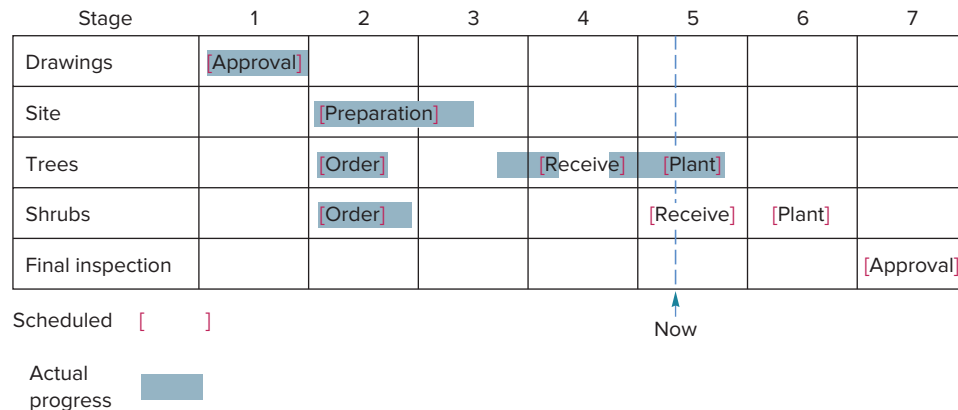 Stage 1 2 3 4 5 6 7
Drawings [Approval]
Site [Preparation]
Trees [Order] [Receive] [Plant]
Shrubs [Order] [Receive] [Plant]
Final inspection [Approval]
Scheduled [ ]
Now
Actual
progress